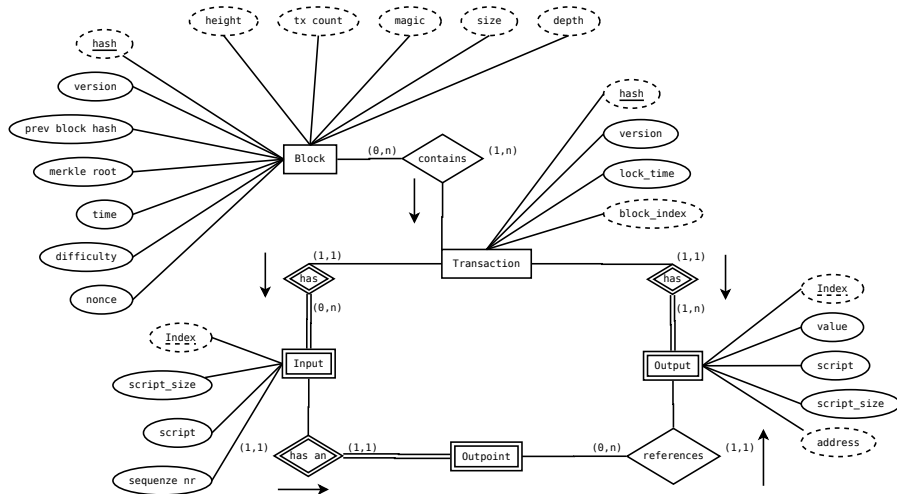 height
tx count
magic
size
depth
hash
version
prev block hash
merkle root
time
difficulty
nonce
Block
(0,n)
contains
(1,n)
hash
version
lock_time
block_index
(1,1)
Transaction
(1,1)
has
has
(0,n)
(1,n)
Index
script_size
script
sequenze nr
Input
Output
Index
value
script
script_size
address
(1,1)
has an
(1,1)
Outpoint
(0,n)
references
(1,1)